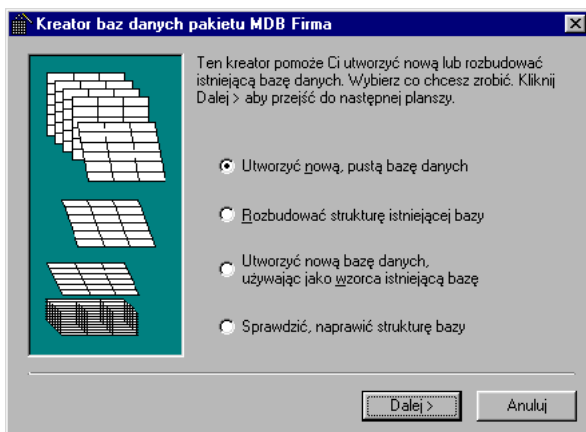 Kreator baz danych pakietu MDB Firma
Ten kreator pomoże Ci utworzyć nową lub rozbudować
istniejącą bazę danych. Wybierz co chcesz zrobić. Kliknij
Dalej > aby przejść do następnej planszy.
Utworzyć nową, pustą bazę danych
Rozbudować strukturę istniejącej bazy
Utworzyć nową bazę danych,
używając jako wzorca istniejącą bazę
Sprawdzić, naprawić strukturę bazy
Dalej >
Anuluj